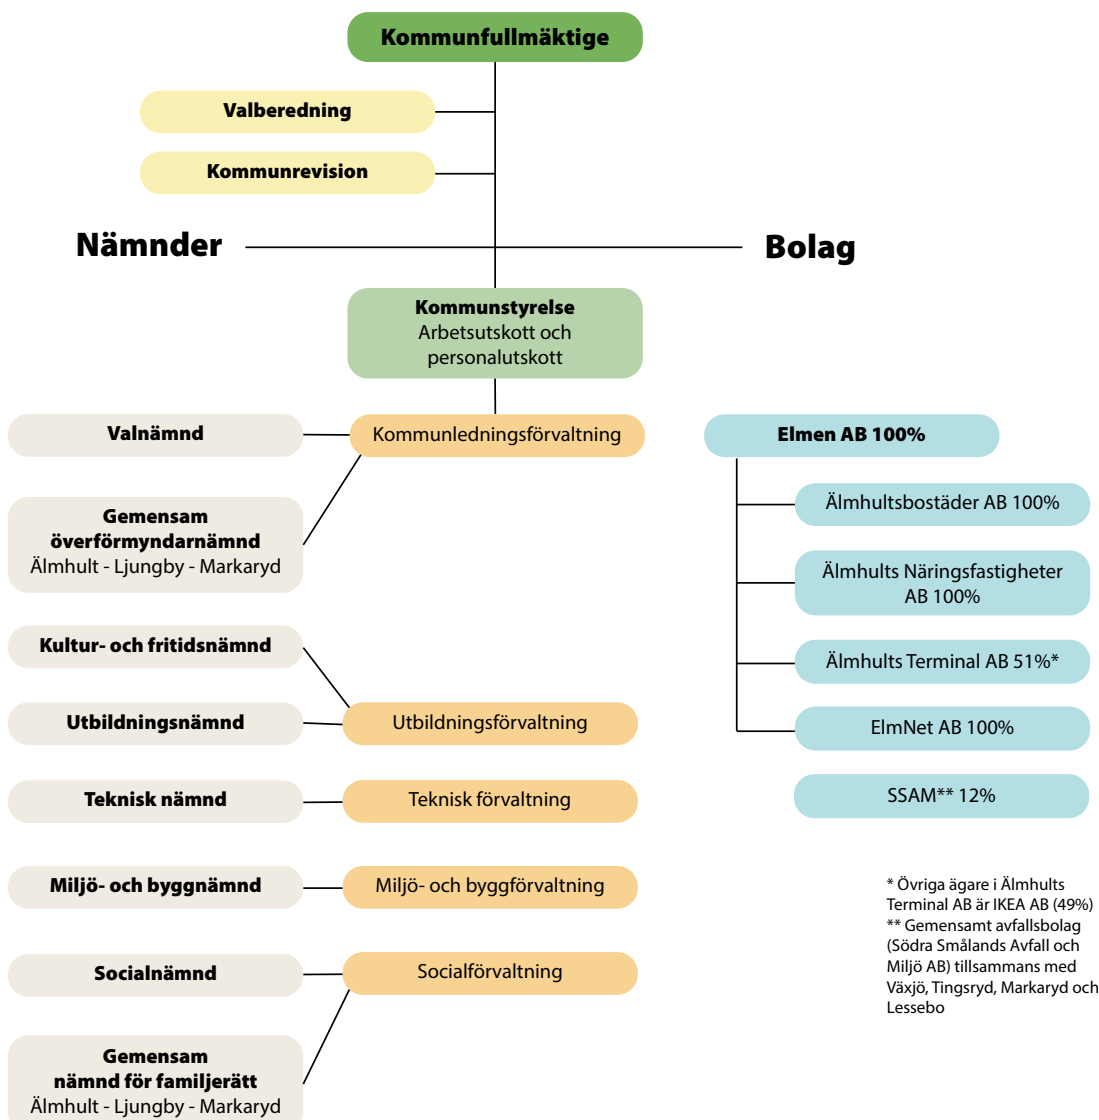 Kommunfullmäktige
Valberedning
Kommunrevision
Nämnder
Bolag
Kommunstyrelse
Arbetsutskott och
personalutskott
Valnämnd
Kommunledningsförvaltning
Gemensam
överförmyndarnämnd
Älmhult - Ljungby - Markaryd
Kultur- och fritidsnämnd
Utbildningsnämnd
Utbildningsförvaltning
Teknisk nämnd
Teknisk förvaltning
Miljö- och byggnämnd
Miljö- och byggförvaltning
Socialnämnd
Socialförvaltning
Gemensam
nämnd för familjerätt
Älmhult - Ljungby - Markaryd
Elmen AB 100%
Älmhultsbostäder AB 100%
Älmhults Näringsfastigheter
AB 100%
Älmhults Terminal AB 51%*
ElmNet AB 100%
SSAM** 12%
* Övriga ägare i Älmhults
Terminal AB är IKEA AB (49%)
** Gemensamt avfallsbolag
(Södra Smålands Avfall och
Miljö AB) tillsammans med
Växjö, Tingsryd, Markaryd och
Lessebo